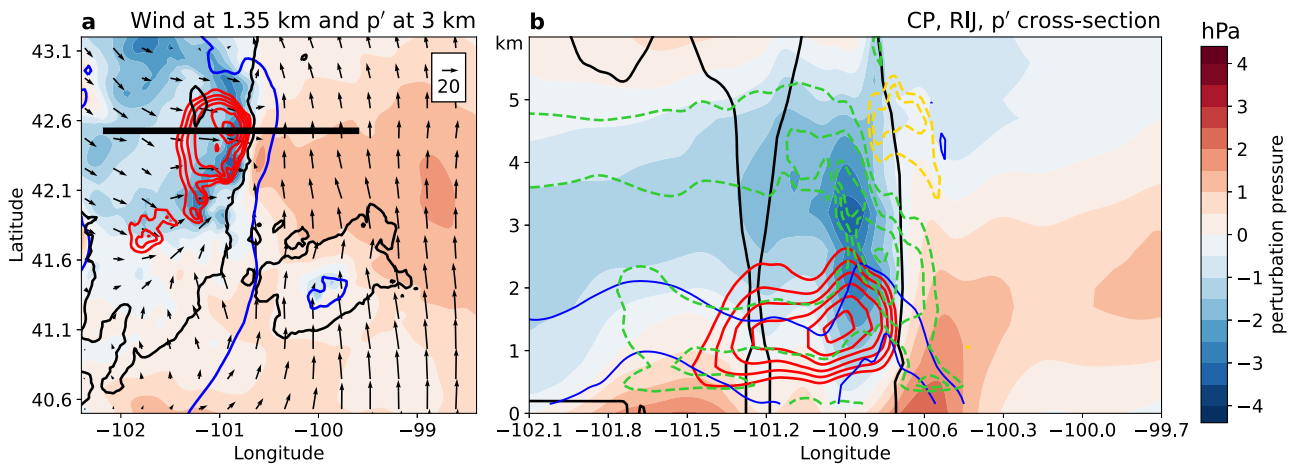 a Wind at 1.35 km and p′ at 3 km
b CP, RIJ, p′ cross-section
hPa
43.1
42.6
42.1
41.6
41.1
40.6
Latitude
20
−102 −101 −100 −99
Longitude
km
5
4
3
2
1
0
−102.1 −101.8 −101.5 −101.2 −100.9 −100.6 −100.3 −100.0 −99.7
Longitude
4
3
2
1
0
−1
−2
−3
−4
perturbation pressure